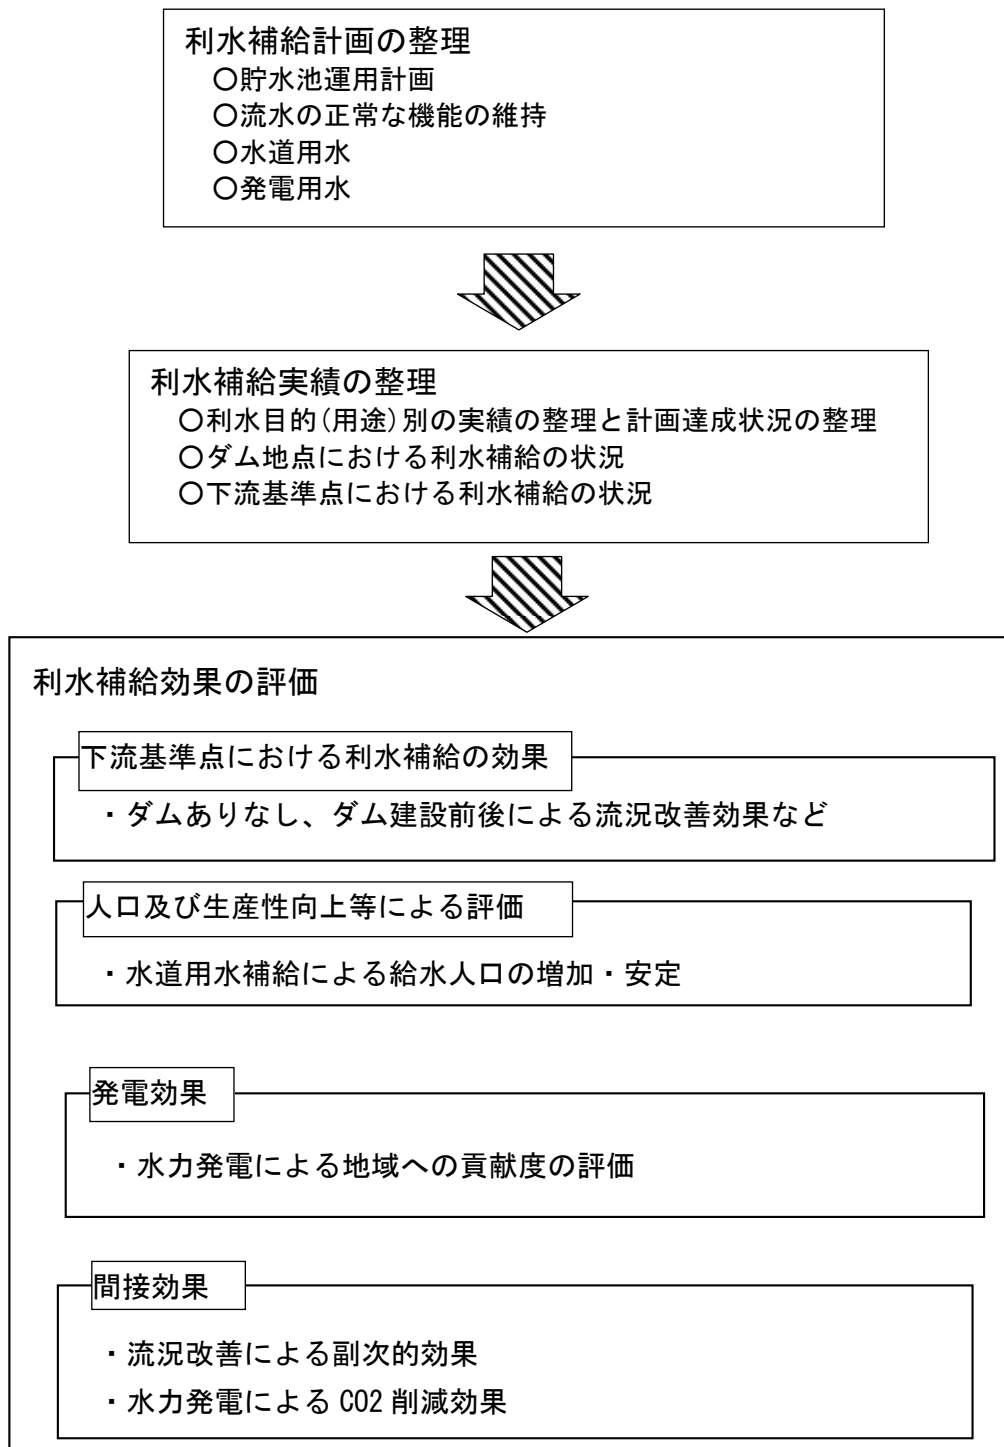 利水補給計画の整理
○貯水池運用計画
○流水の正常な機能の維持
○水道用水
○発電用水
利水補給実績の整理
○利水目的(用途)別の実績の整理と計画達成状況の整理
○ダム地点における利水補給の状況
○下流基準点における利水補給の状況
利水補給効果の評価
下流基準点における利水補給の効果
・ダムありなし、ダム建設前後による流況改善効果など
人口及び生産性向上等による評価
・水道用水補給による給水人口の増加・安定
発電効果
・水力発電による地域への貢献度の評価
間接効果
・流況改善による副次的効果
・水力発電による CO2 削減効果